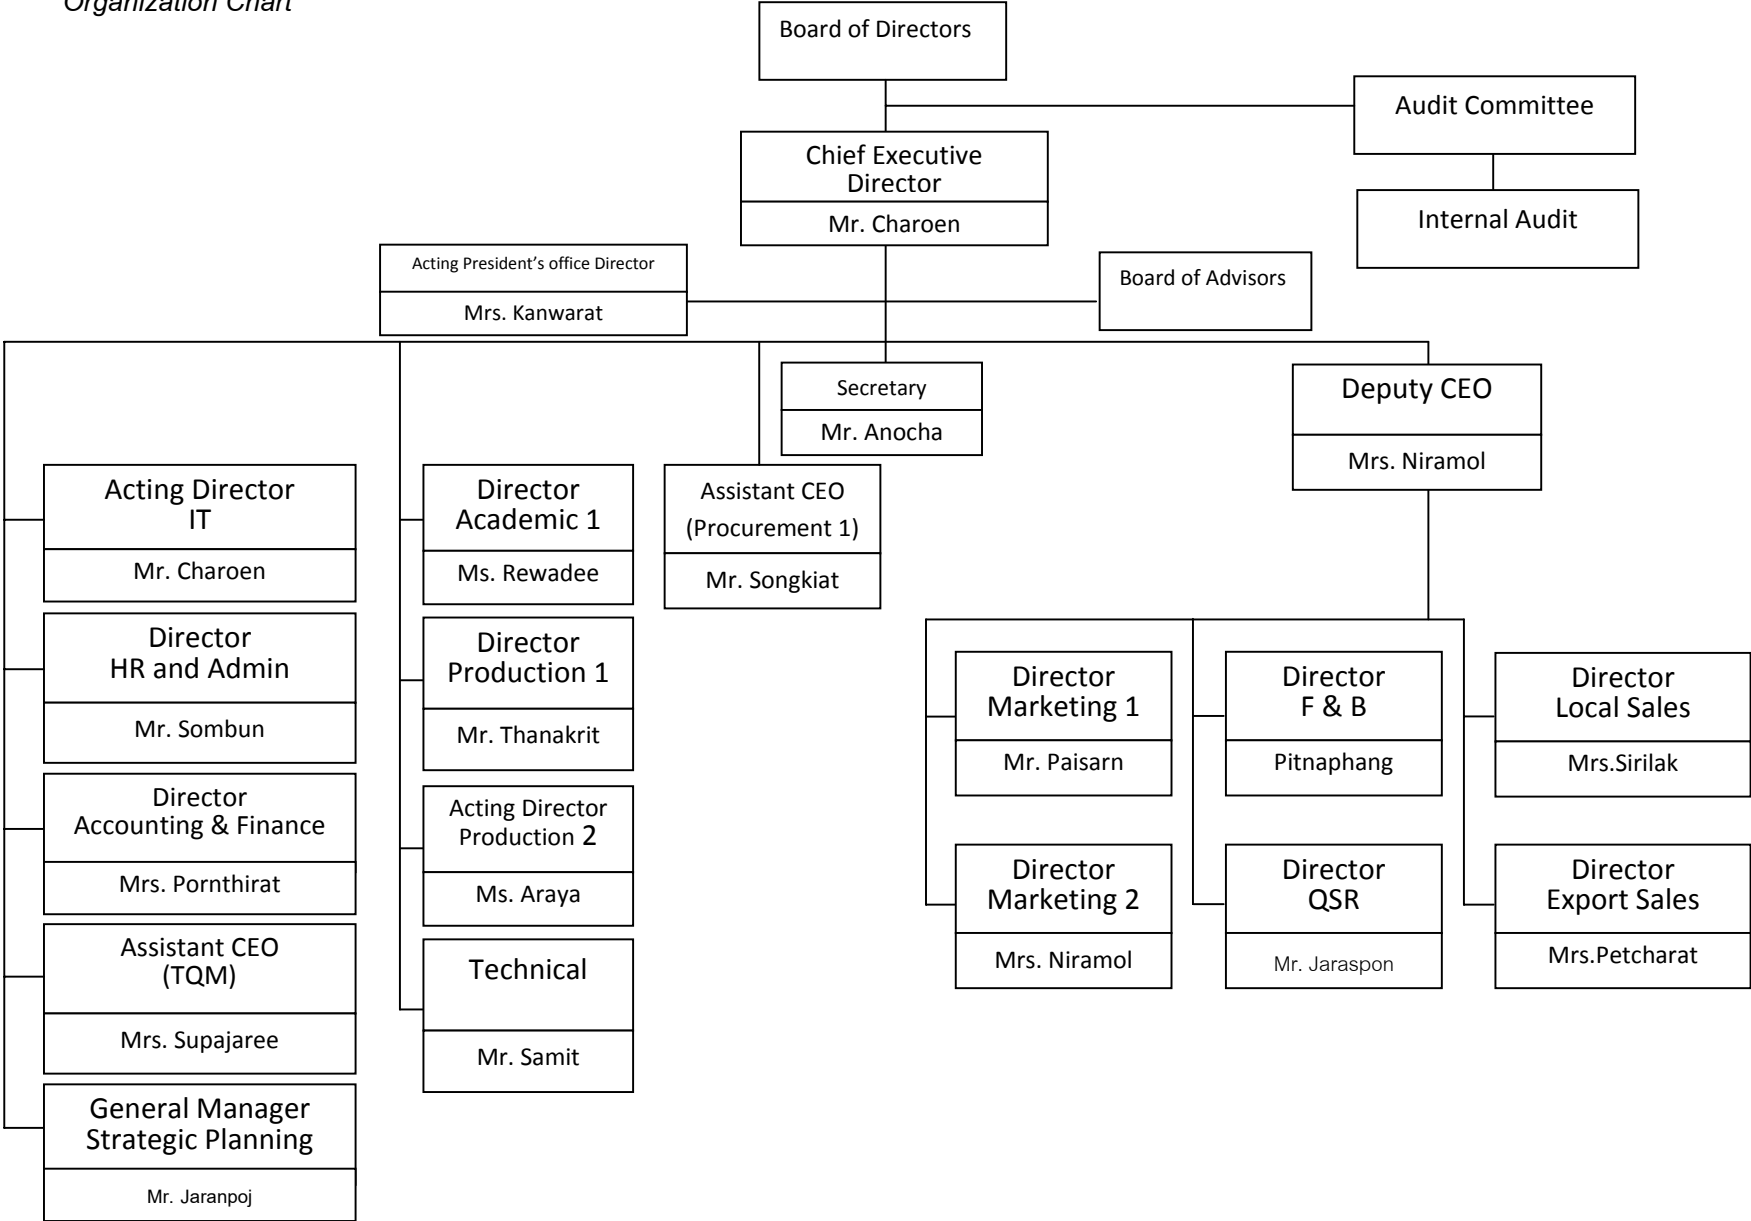 Organization Chart
Board of Directors
Audit Committee
Chief Executive
Director
Mr. Charoen
Internal Audit
Acting President’s office Director
Mrs. Kanwarat
Board of Advisors
Secretary
Mr. Anocha
Deputy CEO
Mrs. Niramol
Acting Director
IT
Mr. Charoen
Director
HR and Admin
Mr. Sombun
Director
Accounting & Finance
Mrs. Pornthirat
Assistant CEO
(TQM)
Mrs. Supajaree
General Manager
Strategic Planning
Mr. Jaranpoj
Director
Academic 1
Ms. Rewadee
Director
Production 1
Mr. Thanakrit
Acting Director
Production 2
Ms. Araya
Technical
Mr. Samit
Assistant CEO
(Procurement 1)
Mr. Songkiat
Director
Marketing 1
Mr. Paisarn
Director
Marketing 2
Mrs. Niramol
Director
F & B
Pitnaphang
Director
QSR
Mr. Jaraspon
Director
Local Sales
Mrs.Sirilak
Director
Export Sales
Mrs.Petcharat